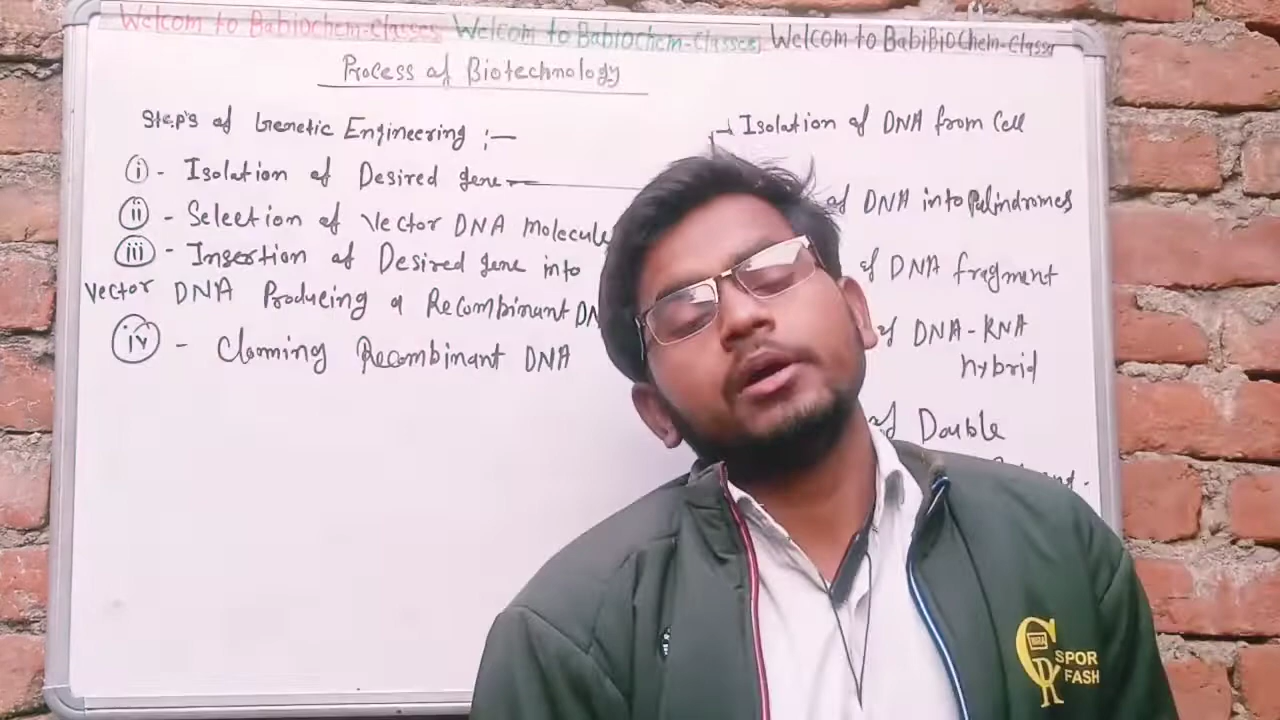 Welcom to Babiochem-Classes Welcom to Babiochem-Classes, Welcom to BabiBioChem-Classes
Process of Biotechnology
Step's of Genetic Engineering :-
(i) - Isolation of Desired gene
(ii) - Selection of Vector DNA Molecule
(iii) - Insertion of Desired gene into
Vector DNA Producing a Recombinant DN
(iv) - Clonning Recombinant DNA
Isolation of DNA from Cell
of DNA into Palindromes
of DNA fragment
of DNA-RNA
hybrid
of Double
SPOR
FASH